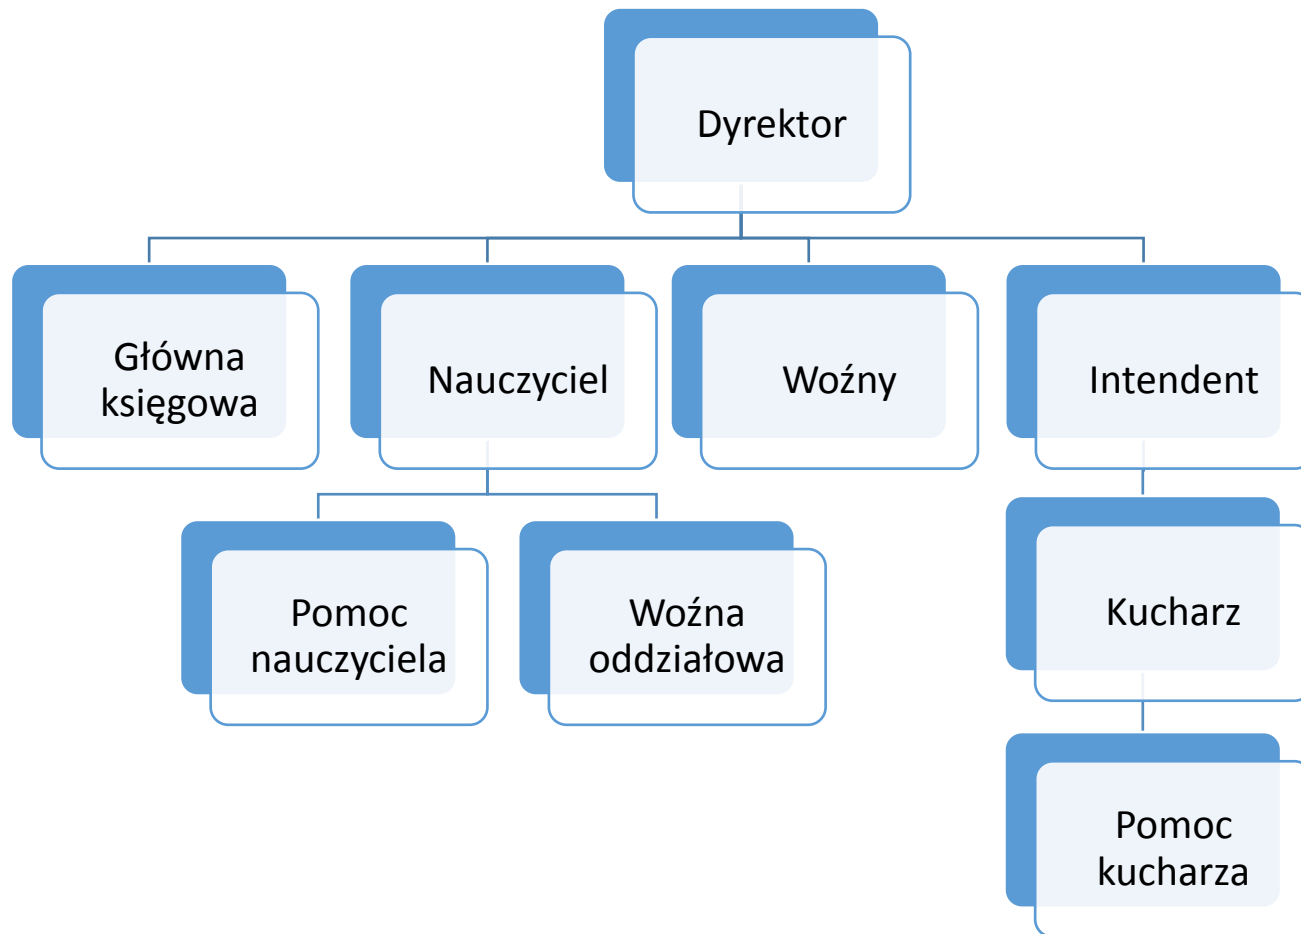 Dyrektor
Główna
księgowa
Nauczyciel
Woźny
Intendent
Pomoc
nauczyciela
Woźna
oddziałowa
Kucharz
Pomoc
kucharza